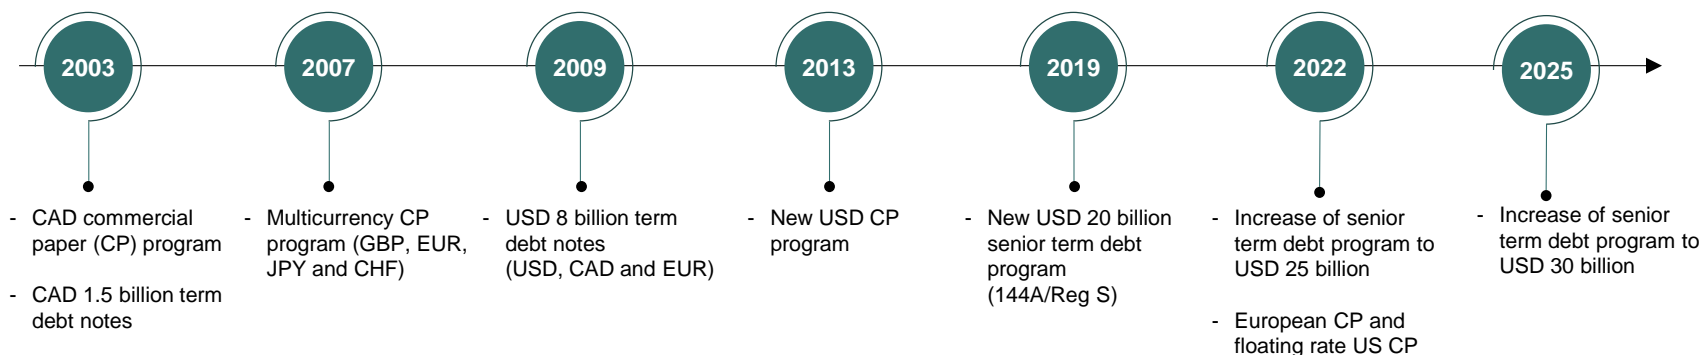 2003
2007
2009
2013
2019
2022
2025
- CAD commercial
paper (CP) program
- CAD 1.5 billion term
debt notes
- Multicurrency CP
program (GBP, EUR,
JPY and CHF)
- USD 8 billion term
debt notes
(USD, CAD and EUR)
- New USD CP
program
- New USD 20 billion
senior term debt
program
(144A/Reg S)
- Increase of senior
term debt program to
USD 25 billion
- European CP and
floating rate US CP
- Increase of senior
term debt program to
USD 30 billion